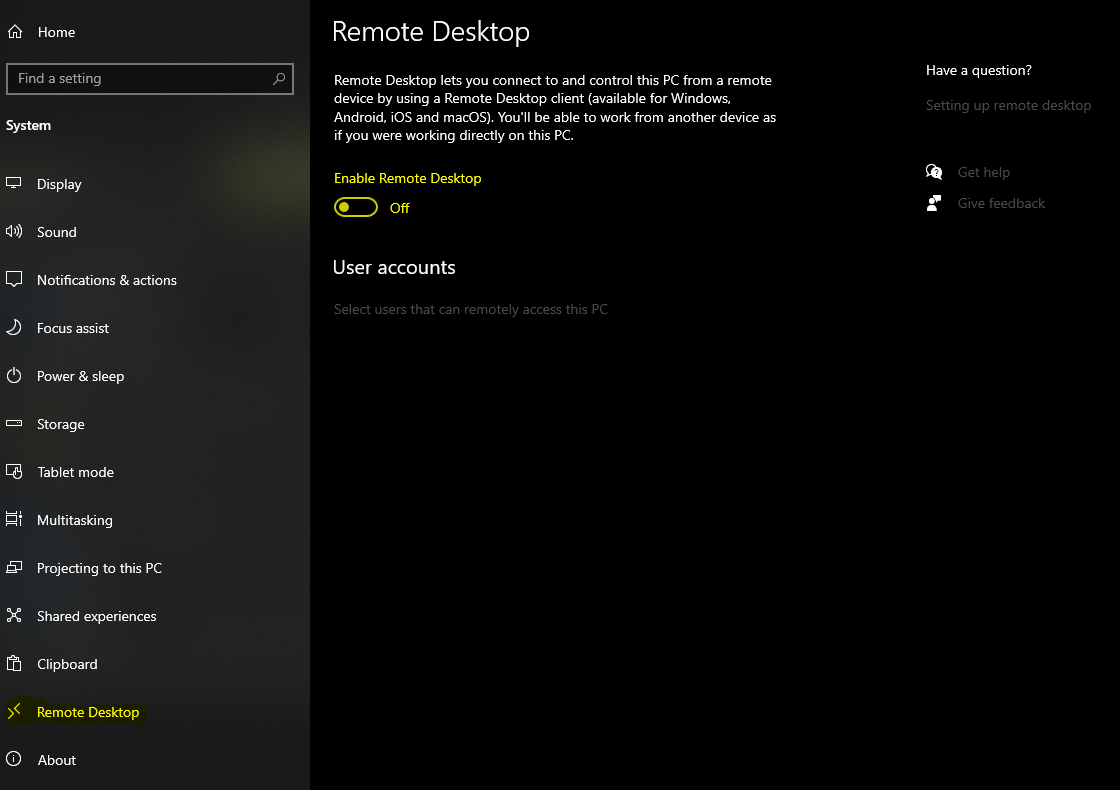 Home
Find a setting
System
Display
Sound
Notifications & actions
Focus assist
Power & sleep
Storage
Tablet mode
Multitasking
Projecting to this PC
Shared experiences
Clipboard
Remote Desktop
About
Remote Desktop
Remote Desktop lets you connect to and control this PC from a remote
device by using a Remote Desktop client (available for Windows,
Android, iOS and macOS). You'll be able to work from another device as
if you were working directly on this PC.
Enable Remote Desktop
Off
User accounts
Select users that can remotely access this PC
Have a question?
Setting up remote desktop
Get help
Give feedback